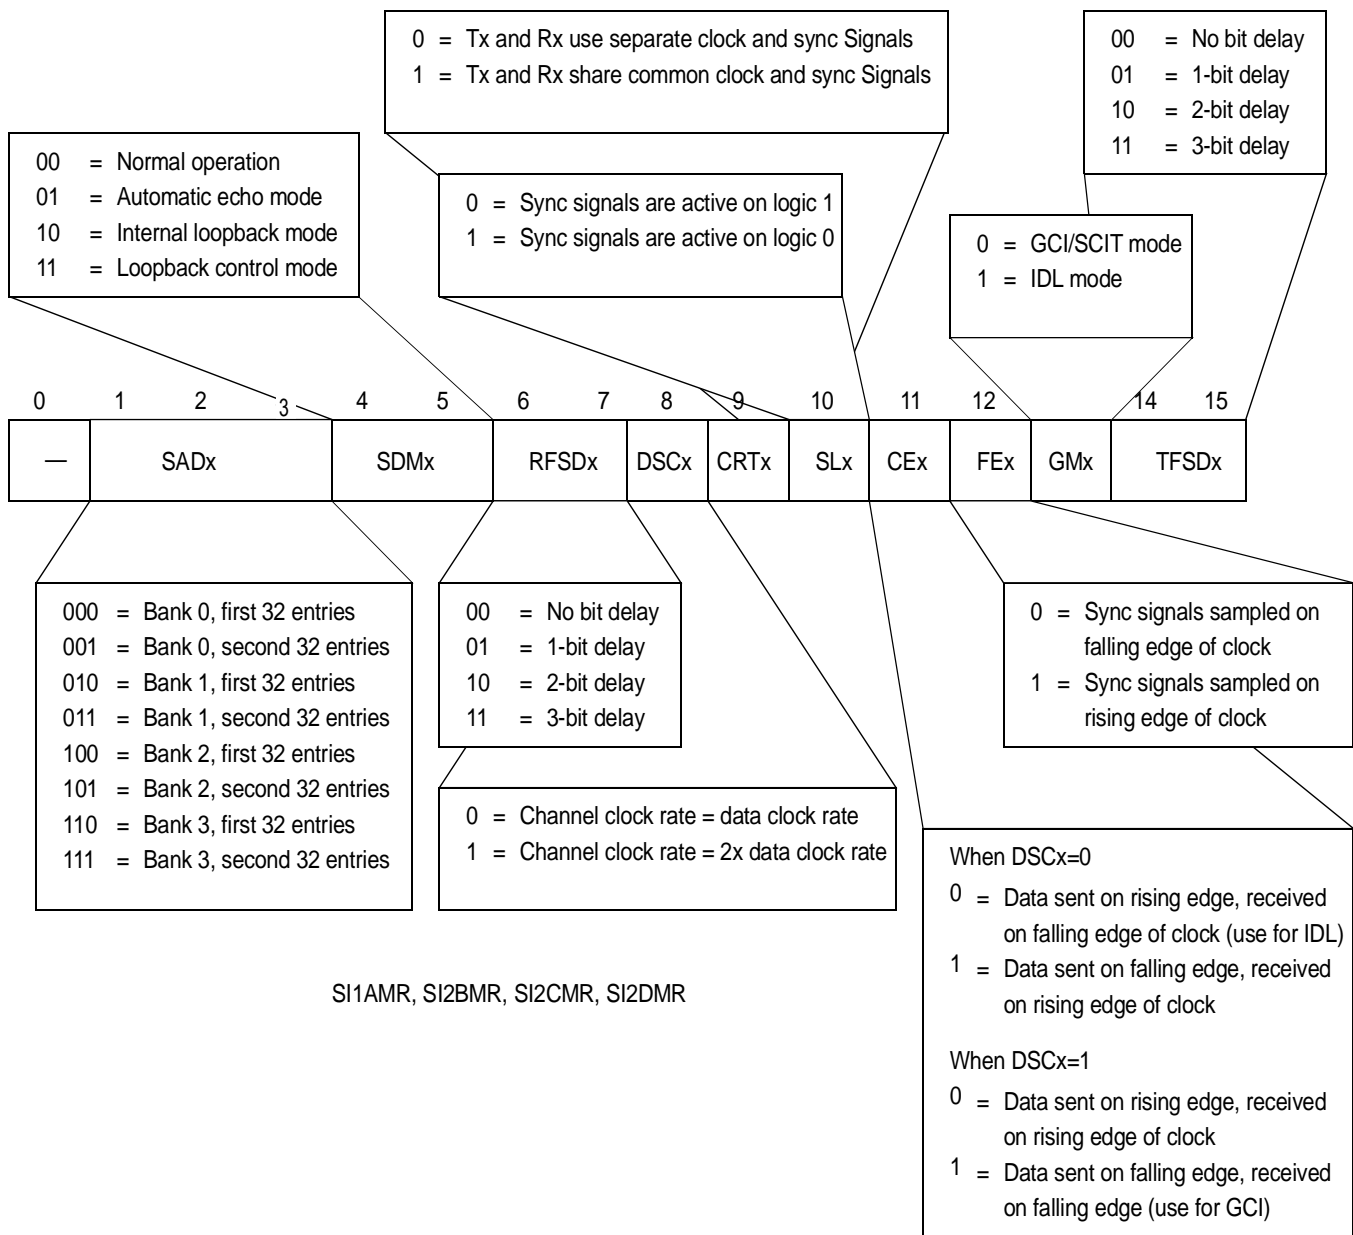 0 = Tx and Rx use separate clock and sync Signals
1 = Tx and Rx share common clock and sync Signals
00 = No bit delay
01 = 1-bit delay
10 = 2-bit delay
11 = 3-bit delay
00 = Normal operation
01 = Automatic echo mode
10 = Internal loopback mode
11 = Loopback control mode
0 = Sync signals are active on logic 1
1 = Sync signals are active on logic 0
0 = GCI/SCIT mode
1 = IDL mode
0 1 2 3 4 5 6 7 8 9 10 11 12 14 15
— SADx SDMx RFSDx DSCx CRTx SLx CEx FEx GMx TFSDx
000 = Bank 0, first 32 entries
001 = Bank 0, second 32 entries
010 = Bank 1, first 32 entries
011 = Bank 1, second 32 entries
100 = Bank 2, first 32 entries
101 = Bank 2, second 32 entries
110 = Bank 3, first 32 entries
111 = Bank 3, second 32 entries
00 = No bit delay
01 = 1-bit delay
10 = 2-bit delay
11 = 3-bit delay
0 = Sync signals sampled on
falling edge of clock
1 = Sync signals sampled on
rising edge of clock
0 = Channel clock rate = data clock rate
1 = Channel clock rate = 2x data clock rate
When DSCx=0
0 = Data sent on rising edge, received
on falling edge of clock (use for IDL)
1 = Data sent on falling edge, received
on rising edge of clock
When DSCx=1
0 = Data sent on rising edge, received
on rising edge of clock
1 = Data sent on falling edge, received
on falling edge (use for GCI)
SI1AMR, SI2BMR, SI2CMR, SI2DMR